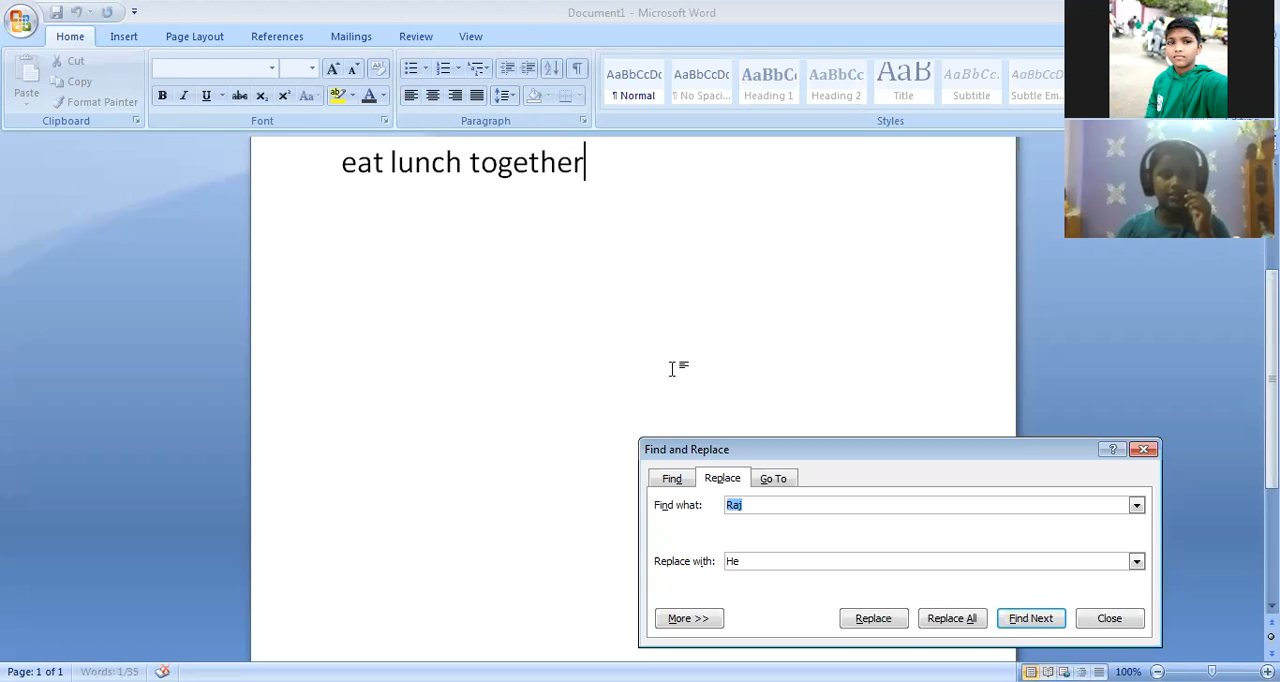 Document1 - Microsoft Word
Home Insert Page Layout References Mailings Review View
Paste
Cut
Copy
Format Painter
Clipboard
Font
Paragraph
AaBbCcDc AaBbCcDc AaBbCc AaBbCc AaB AaBbCc. AaBbCcDc
¶ Normal ¶ No Spaci... Heading 1 Heading 2 Title Subtitle Subtle Em...
Styles
eat lunch together
Find and Replace
Find Replace Go To
Find what: Raj
Replace with: He
More >> Replace Replace All Find Next Close
Page: 1 of 1 Words: 1/35 100%